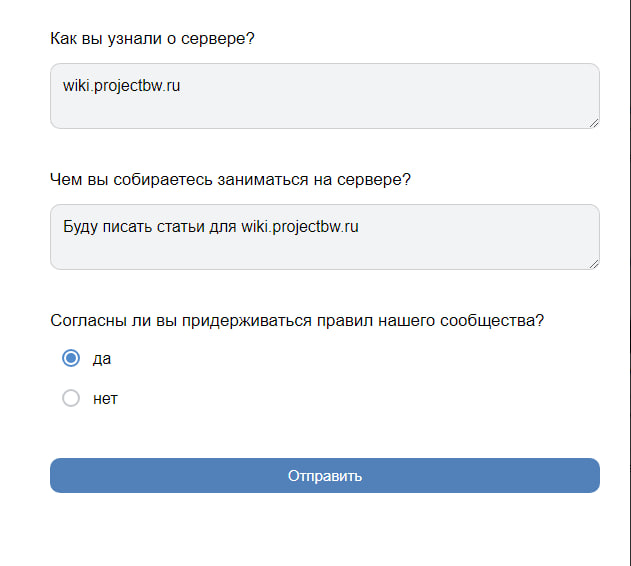 Как вы узнали о сервере?
wiki.projectbw.ru
Чем вы собираетесь заниматься на сервере?
Буду писать статьи для wiki.projectbw.ru
Согласны ли вы придерживаться правил нашего сообщества?
да
нет
Отправить